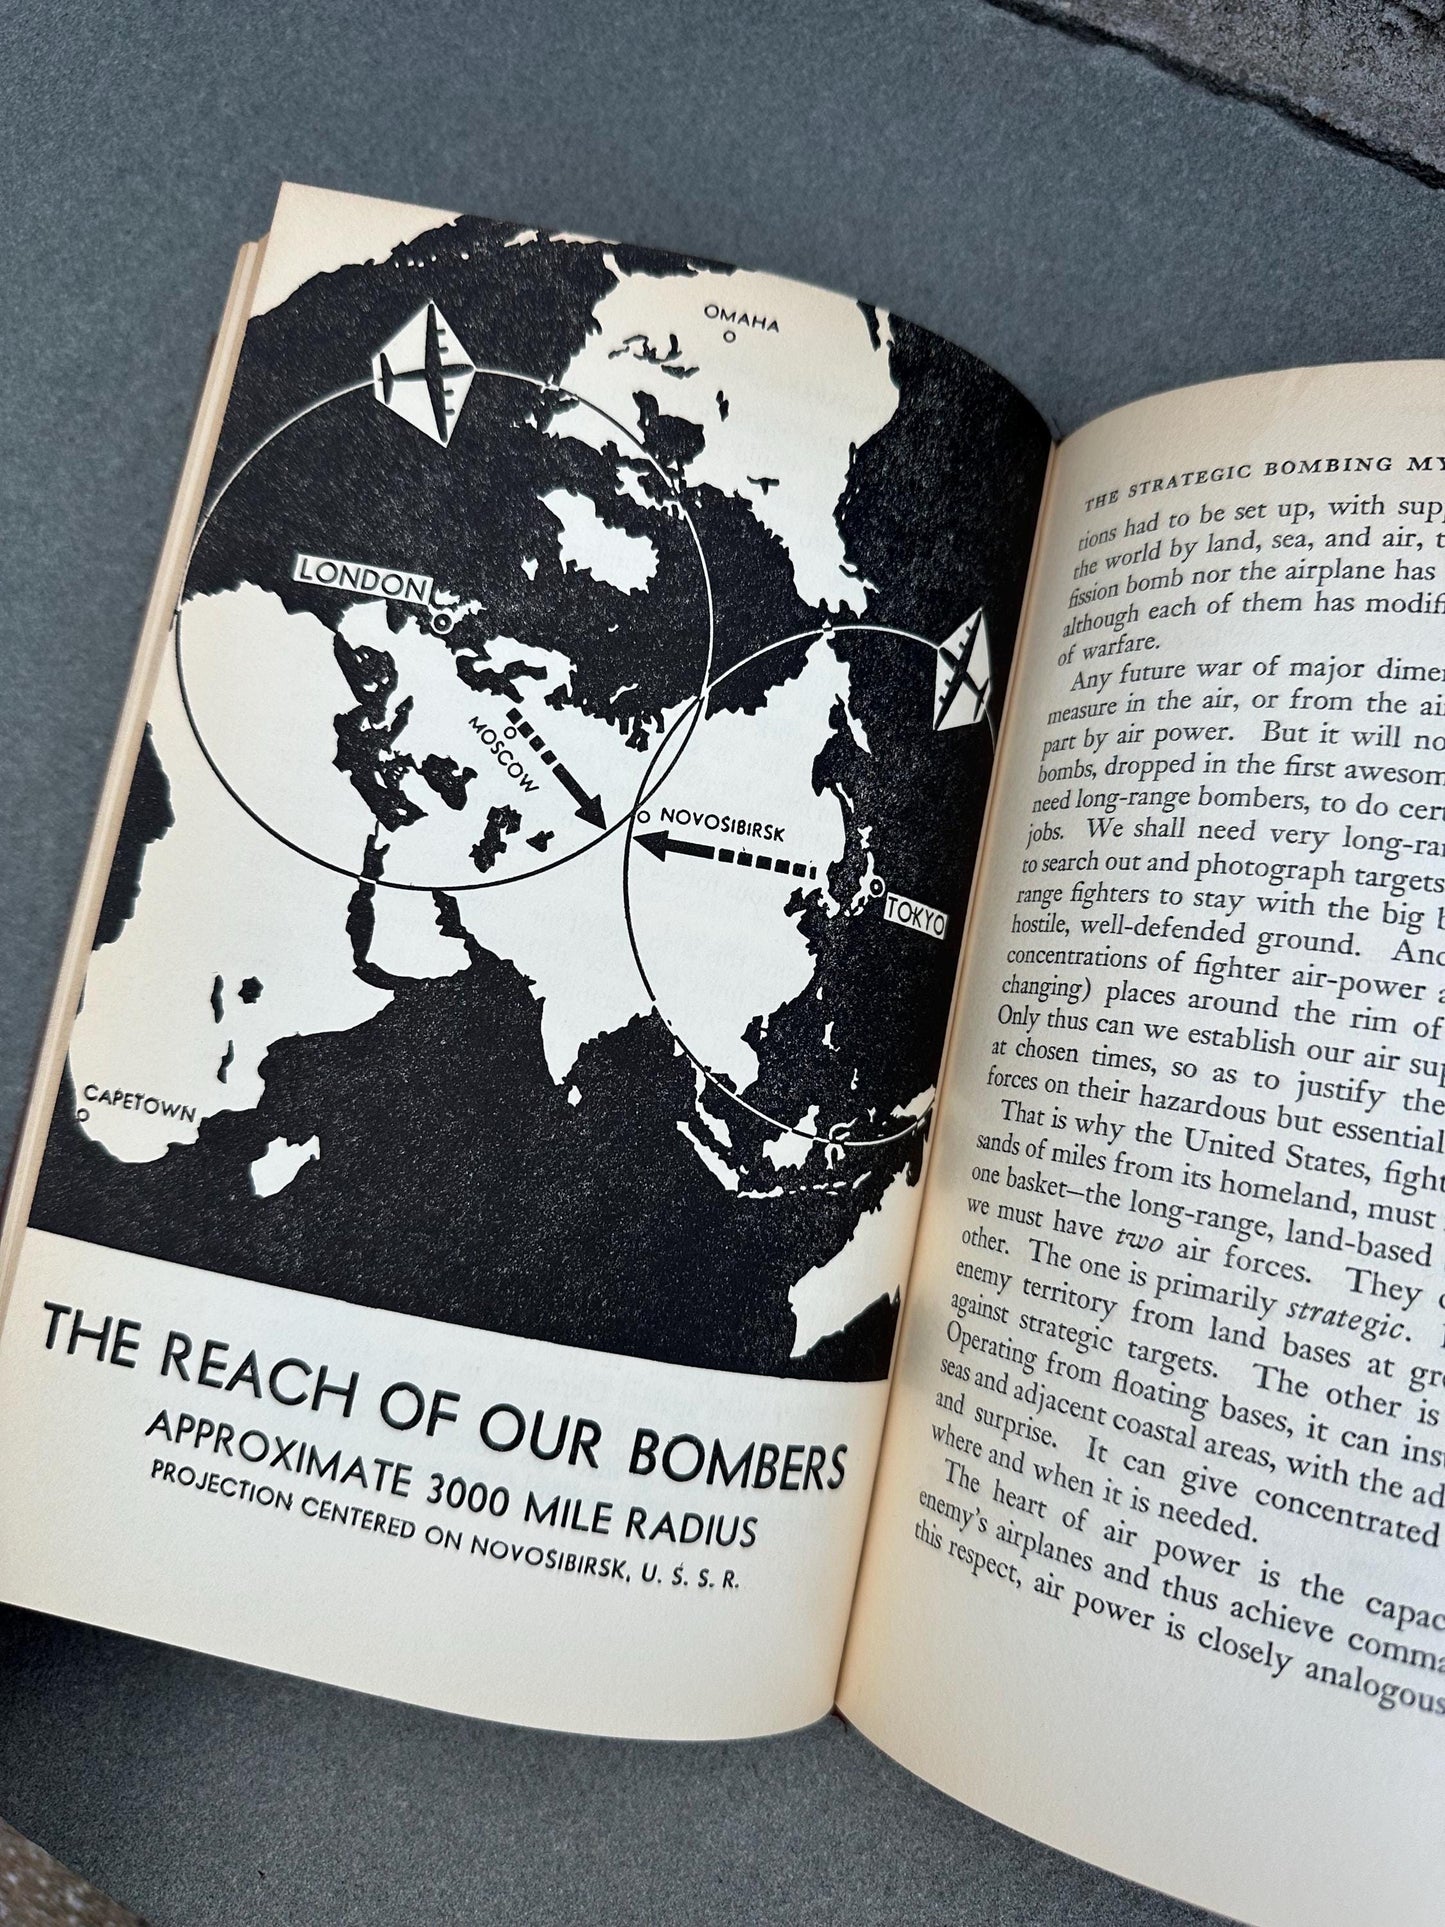 OMAHA
LONDON
MOSCOW
NOVOSIBIRSK
TOKYO
CAPETOWN
THE REACH OF OUR BOMBERS
APPROXIMATE 3000 MILE RADIUS
PROJECTION CENTERED ON NOVOSIBIRSK, U. S. S. R.
THE STRATEGIC BOMBING
tions had to be set up, with
the world by land, sea, and air,
fission bomb nor the airplane has
although each of them has
of warfare.
Any future war of major
measure in the air, or from the
part by air power. But it will
bombs, dropped in the first
need long-range bombers, to do
jobs. We shall need very
to search out and photograph targets
range fighters to stay with the big
hostile, well-defended ground.
concentrations of fighter air-power
changing) places around the rim of
Only thus can we establish our air
at chosen times, so as to justify
forces on their hazardous but essential
That is why the United States,
sands of miles from its homeland, must
one basket—the long-range, land-based
we must have two air forces. They
other. The one is primarily strategic.
enemy territory from land bases at
against strategic targets. The other is
Operating from floating bases, it can
seas and adjacent coastal areas, with the
and surprise. It can give concentrated
where and when it is needed.
The heart of air power is the
enemy's airplanes and thus achieve
this respect, air power is closely analogous